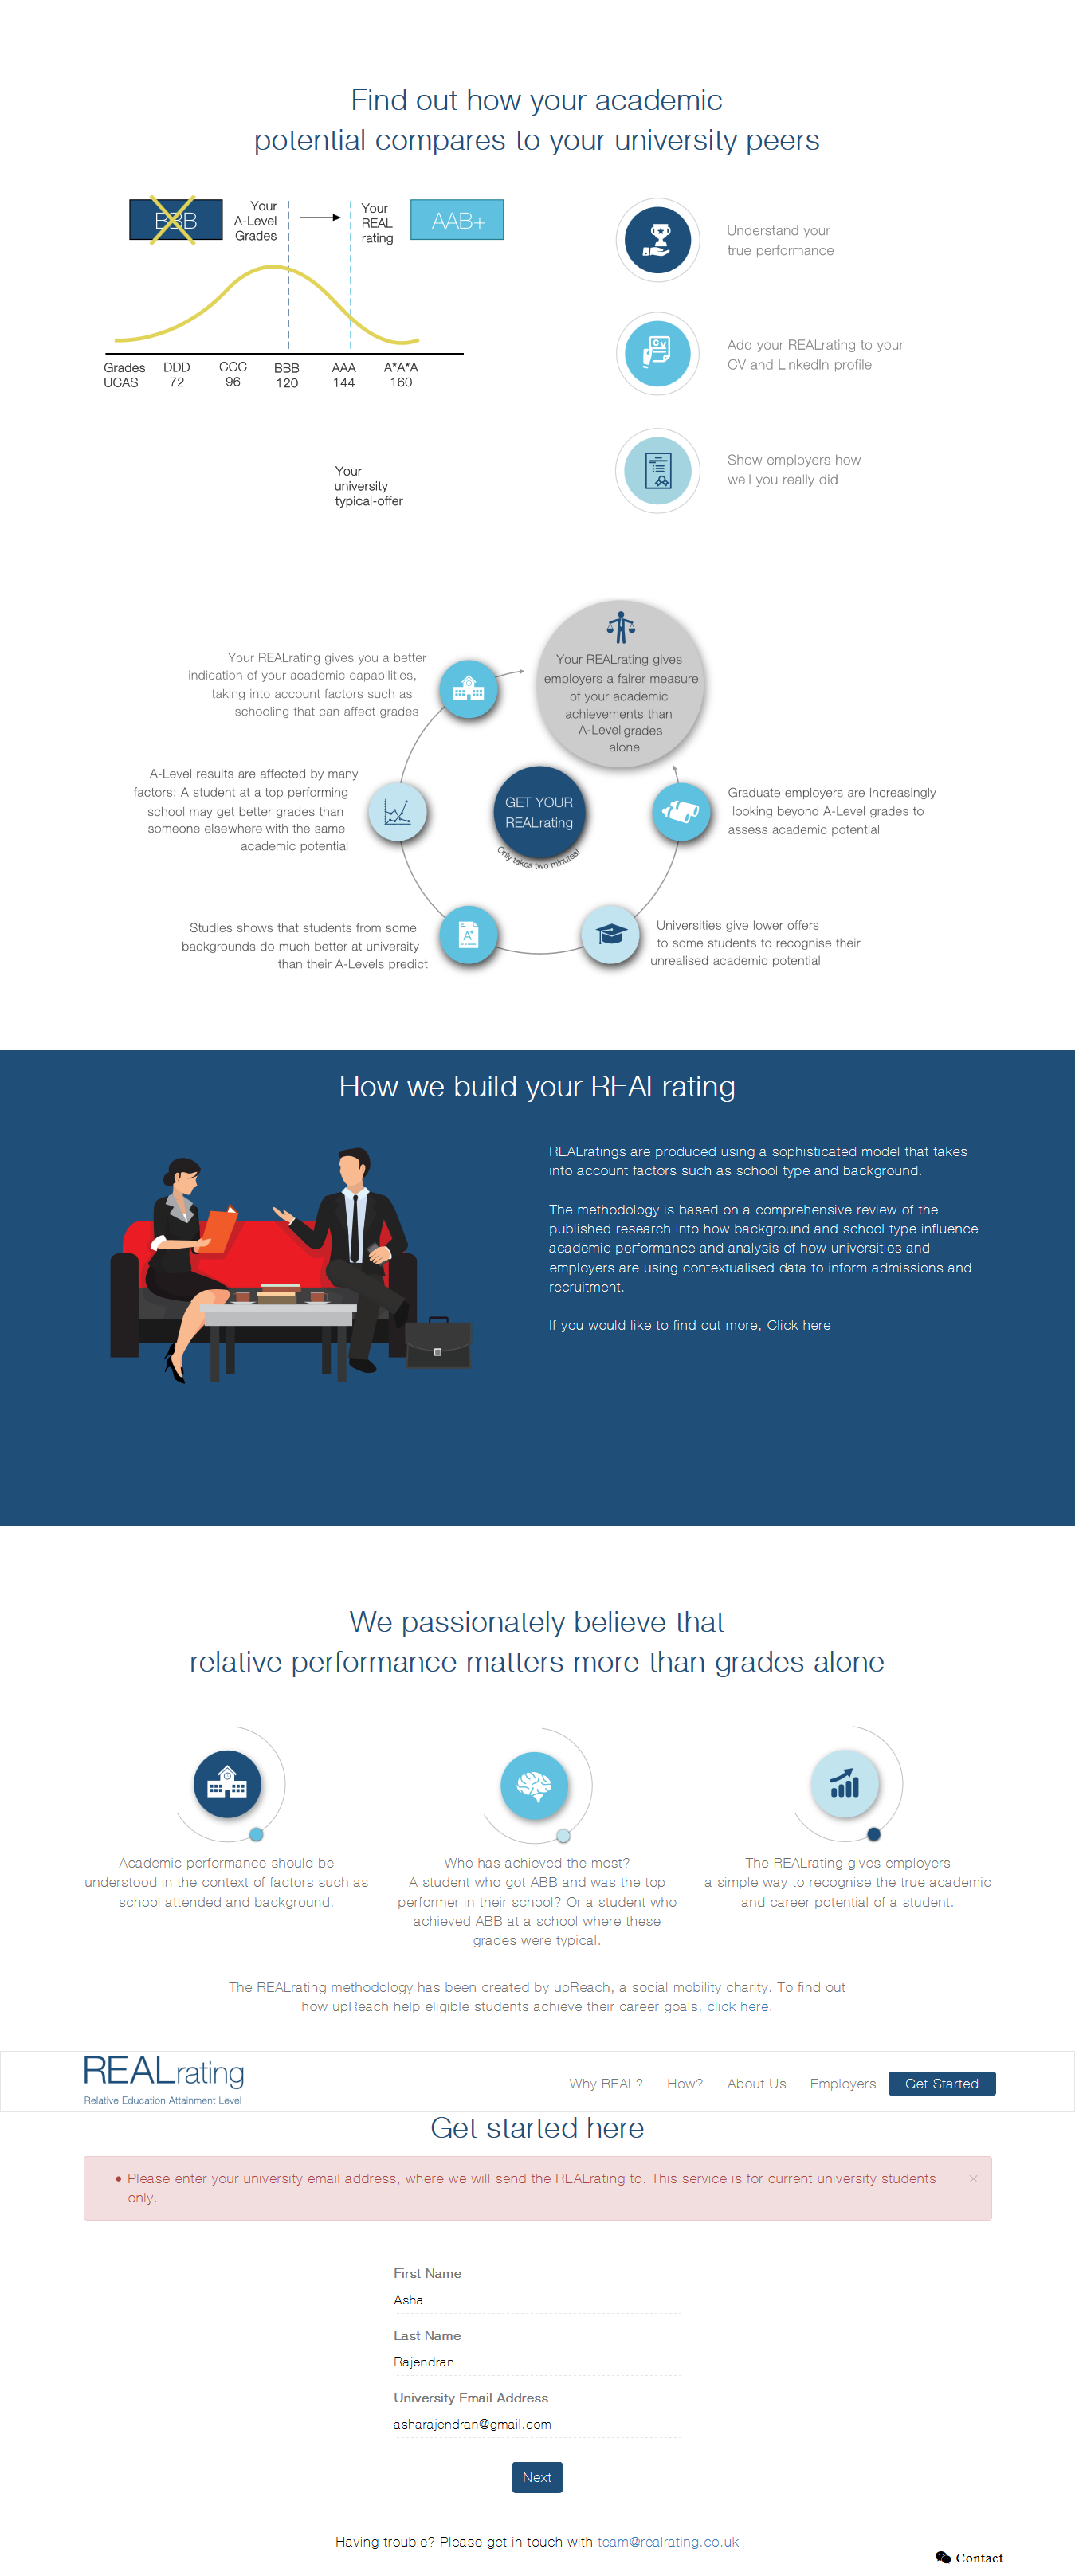 Find out how your academic
potential compares to your university peers
BBB
Your
A-Level
Grades
Your
REAL
rating
AAB+
Grades DDD CCC BBB AAA A*A*A
UCAS 72 96 120 144 160
Your
university
typical-offer
Understand your
true performance
CV
Add your REALrating to your
CV and LinkedIn profile
Show employers how
well you really did
Your REALrating gives you a better
indication of your academic capabilities,
taking into account factors such as
schooling that can affect grades
Your REALrating gives
employers a fairer measure
of your academic
achievements than
A-Level grades
alone
A-Level results are affected by many
factors: A student at a top performing
school may get better grades than
someone elsewhere with the same
academic potential
GET YOUR
REALrating
Only takes two minutes!
Graduate employers are increasingly
looking beyond A-Level grades to
assess academic potential
Studies shows that students from some
backgrounds do much better at university
than their A-Levels predict
A*
Universities give lower offers
to some students to recognise their
unrealised academic potential
How we build your REALrating
REALratings are produced using a sophisticated model that takes
into account factors such as school type and background.
The methodology is based on a comprehensive review of the
published research into how background and school type influence
academic performance and analysis of how universities and
employers are using contextualised data to inform admissions and
recruitment.
If you would like to find out more, Click here
We passionately believe that
relative performance matters more than grades alone
Academic performance should be
understood in the context of factors such as
school attended and background.
Who has achieved the most?
A student who got ABB and was the top
performer in their school? Or a student who
achieved ABB at a school where these
grades were typical.
The REALrating gives employers
a simple way to recognise the true academic
and career potential of a student.
The REALrating methodology has been created by upReach, a social mobility charity. To find out
how upReach help eligible students achieve their career goals, click here.
REALrating
Relative Education Attainment Level
Why REAL? How? About Us Employers Get Started
Get started here
• Please enter your university email address, where we will send the REALrating to. This service is for current university students ×
only.
First Name
Asha
Last Name
Rajendran
University Email Address
asharajendran@gmail.com
Next
Having trouble? Please get in touch with team@realrating.co.uk
Contact